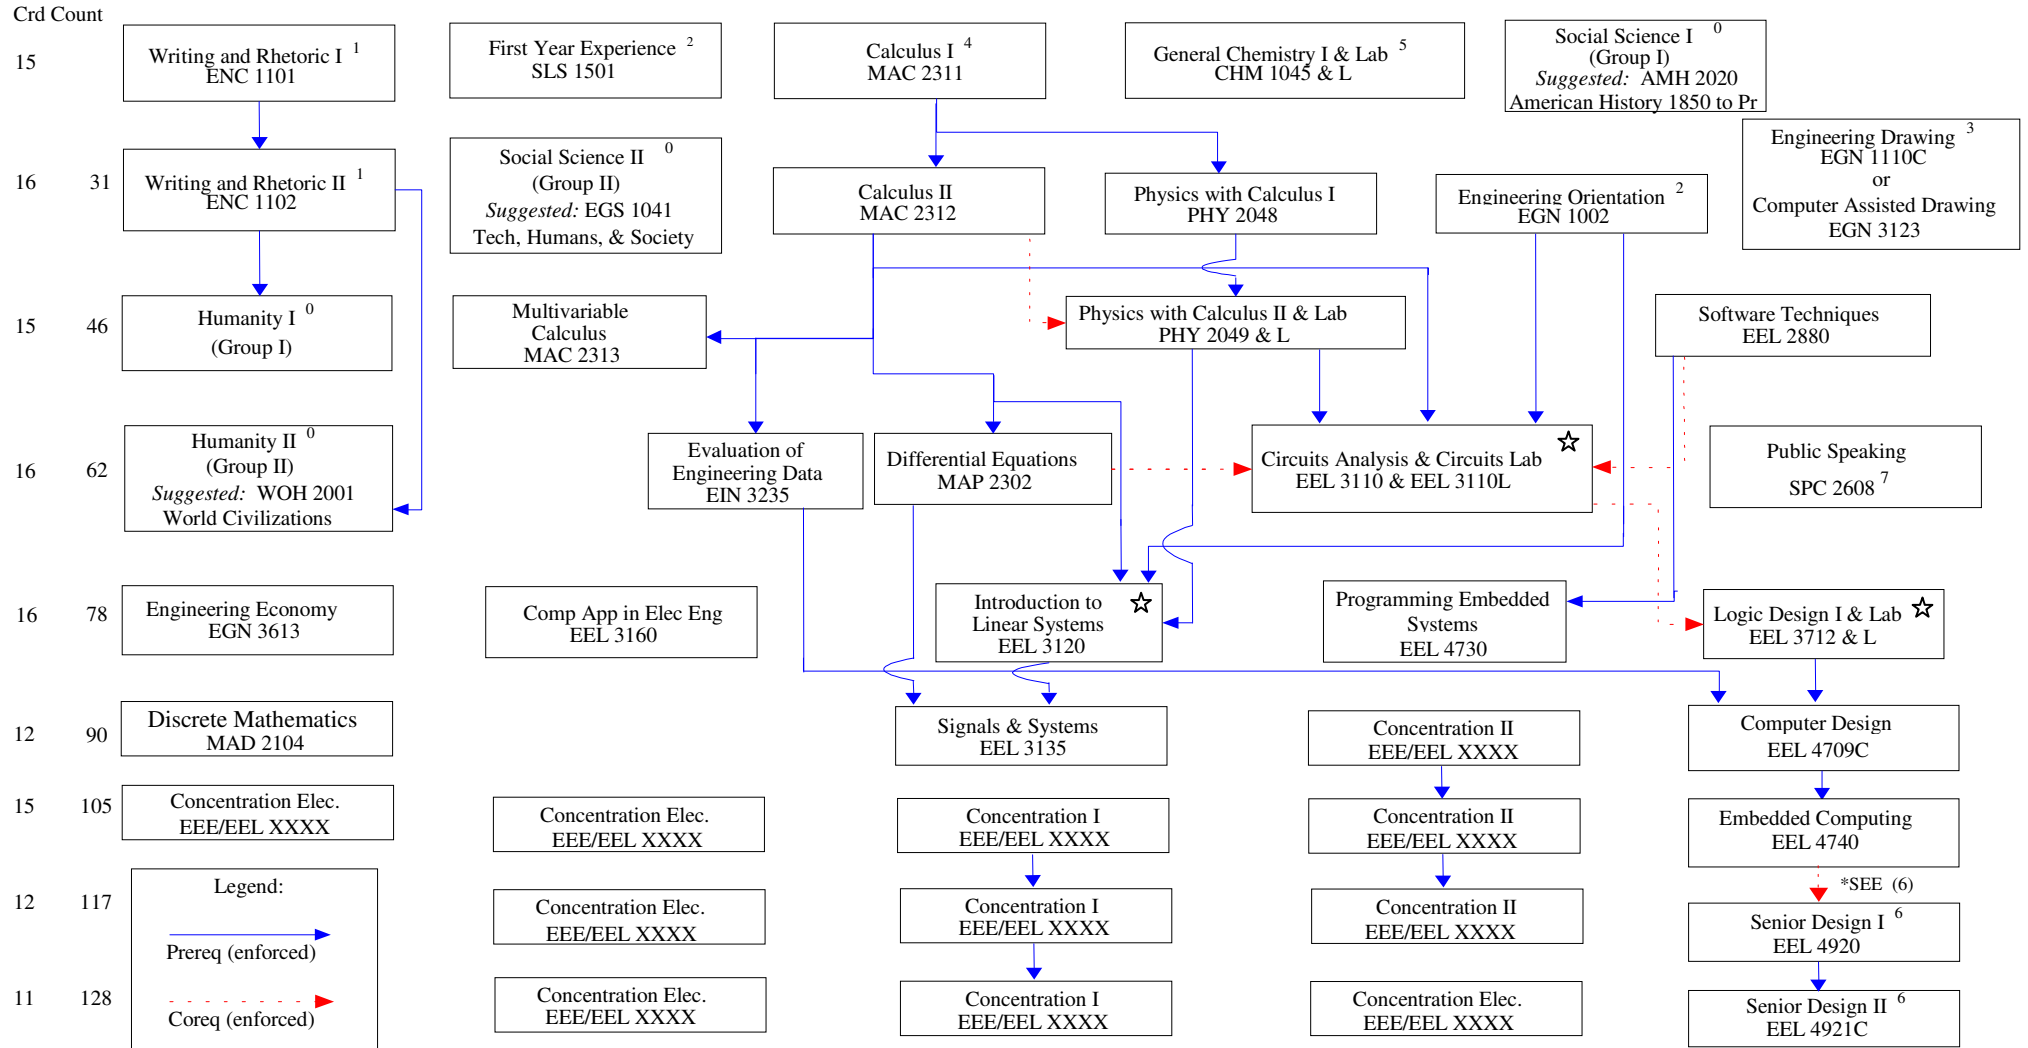 Crd Count
15
Writing and Rhetoric I 1
ENC 1101
First Year Experience 2
SLS 1501
Calculus I 4
MAC 2311
General Chemistry I & Lab 5
CHM 1045 & L
Social Science I 0
(Group I)
Suggested: AMH 2020
American History 1850 to Pr
16 31
Writing and Rhetoric II 1
ENC 1102
Social Science II 0
(Group II)
Suggested: EGS 1041
Tech, Humans, & Society
Calculus II
MAC 2312
Physics with Calculus I
PHY 2048
Engineering Orientation 2
EGN 1002
Engineering Drawing 3
EGN 1110C
or
Computer Assisted Drawing
EGN 3123
15 46
Humanity I 0
(Group I)
Multivariable
Calculus
MAC 2313
Physics with Calculus II & Lab
PHY 2049 & L
Software Techniques
EEL 2880
16 62
Humanity II 0
(Group II)
Suggested: WOH 2001
World Civilizations
Evaluation of
Engineering Data
EIN 3235
Differential Equations
MAP 2302
Circuits Analysis & Circuits Lab
EEL 3110 & EEL 3110L
Public Speaking
SPC 2608 7
16 78
Engineering Economy
EGN 3613
Comp App in Elec Eng
EEL 3160
Introduction to
Linear Systems
EEL 3120
Programming Embedded
Systems
EEL 4730
Logic Design I & Lab
EEL 3712 & L
12 90
Discrete Mathematics
MAD 2104
Signals & Systems
EEL 3135
Concentration II
EEE/EEL XXXX
Computer Design
EEL 4709C
15 105
Concentration Elec.
EEE/EEL XXXX
Concentration Elec.
EEE/EEL XXXX
Concentration I
EEE/EEL XXXX
Concentration II
EEE/EEL XXXX
Embedded Computing
EEL 4740
*SEE (6)
12 117
Legend:
Prereq (enforced)
Coreq (enforced)
Concentration Elec.
EEE/EEL XXXX
Concentration I
EEE/EEL XXXX
Concentration II
EEE/EEL XXXX
Senior Design I 6
EEL 4920
11 128
Concentration Elec.
EEE/EEL XXXX
Concentration I
EEE/EEL XXXX
Concentration Elec.
EEE/EEL XXXX
Senior Design II 6
EEL 4921C